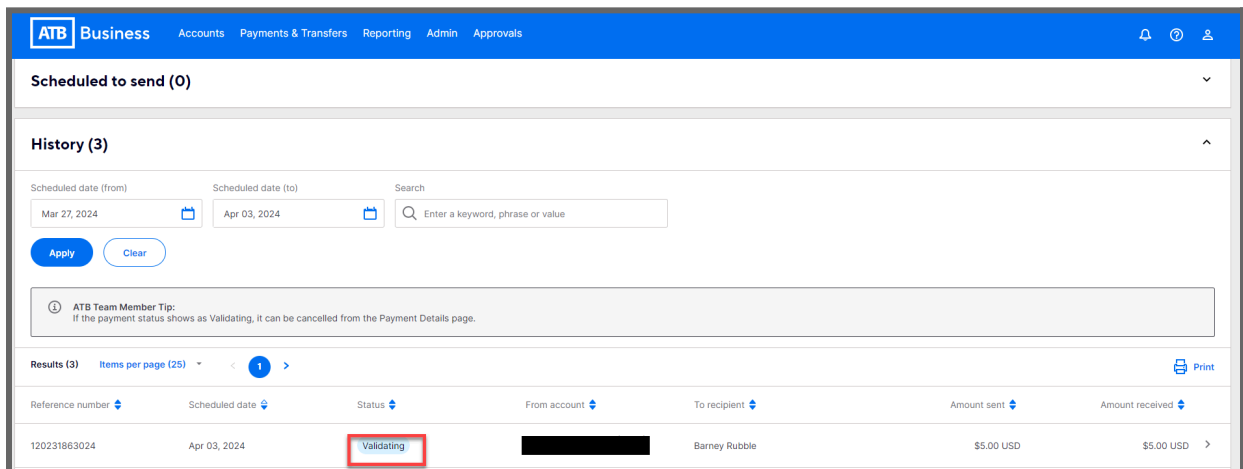 ATB Business Accounts Payments & Transfers Reporting Admin Approvals
Scheduled to send (0)
History (3)
Scheduled date (from) Scheduled date (to) Search
Mar 27, 2024 Apr 03, 2024 Enter a keyword, phrase or value
Apply Clear
ATB Team Member Tip:
If the payment status shows as Validating, it can be cancelled from the Payment Details page.
Results (3) Items per page (25) < 1 > Print
Reference number Scheduled date Status From account To recipient Amount sent Amount received
120231863024 Apr 03, 2024 Validating Barney Rubble $5.00 USD $5.00 USD >